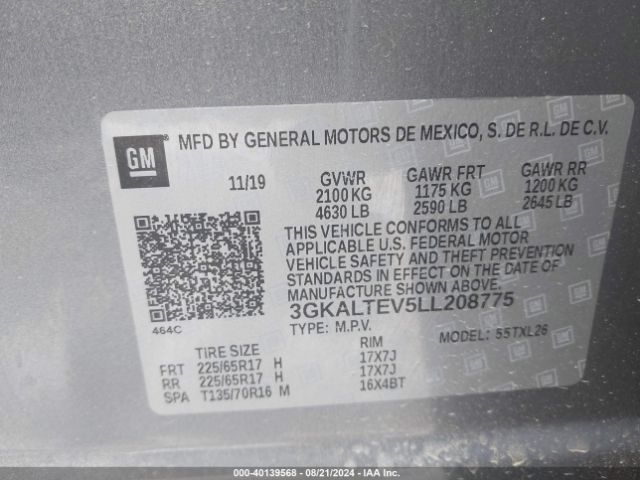 GM® MFD BY GENERAL MOTORS DE MEXICO, S. DE R.L. DE C.V.
11/19 GVWR GAWR FRT GAWR RR
2100 KG 1175 KG 1200 KG
4630 LB 2590 LB 2645 LB
THIS VEHICLE CONFORMS TO ALL
APPLICABLE U.S. FEDERAL MOTOR
VEHICLE SAFETY AND THEFT PREVENTION
STANDARDS IN EFFECT ON THE DATE OF
MANUFACTURE SHOWN ABOVE.
3GKALTEV5LL208775
464C TYPE: M.P.V. MODEL: 55TXL26
TIRE SIZE RIM
FRT 225/65R17 H 17X7J
RR 225/65R17 H 17X7J
SPA T135/70R16 M 16X4BT
000-40139568 - 08/21/2024 - IAA Inc.